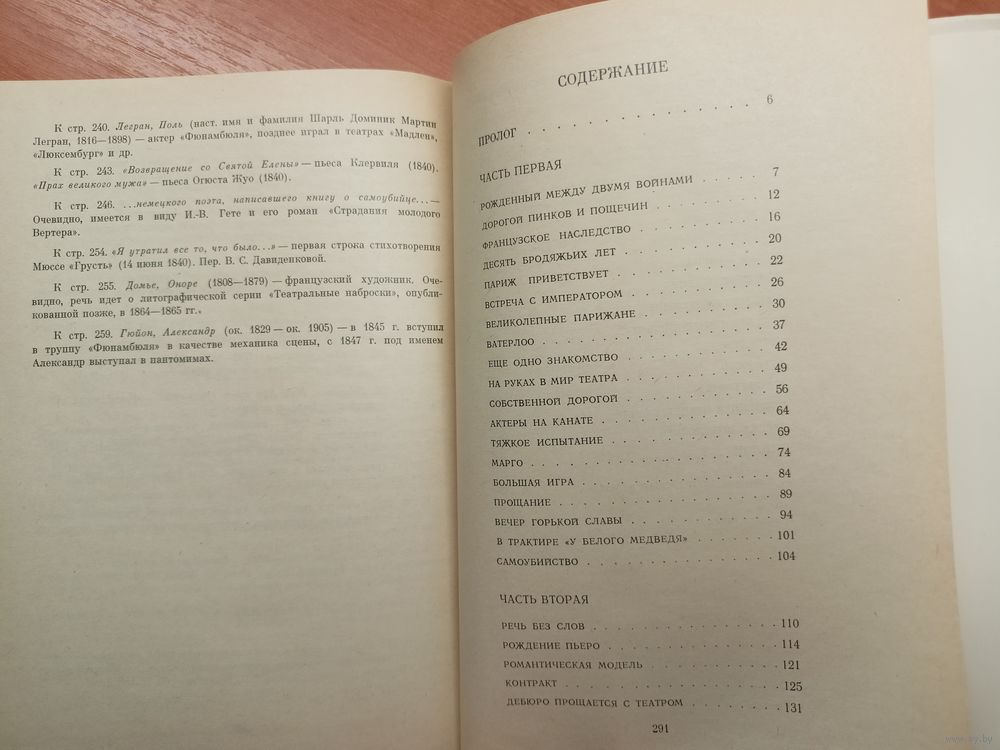 К стр. 240. Легран, Поль (наст. имя и фамилия Шарль Доминик Мартин
Легран, 1816—1898) — актер «Фюнамбюля», позднее играл в театрах «Мадлен»,
«Люксембург» и др.
К стр. 243. «Возвращение со Святой Елены» — пьеса Клервиля (1840).
«Прах великого мужа» — пьеса Огюста Жуо (1840).
К стр. 246. ...немецкого поэта, написавшего книгу о самоубийце...—
Очевидно, имеется в виду И.-В. Гете и его роман «Страдания молодого
Вертера».
К стр. 254. «Я утратил все то, что было...» — первая строка стихотворения
Мюссе «Грусть» (14 июня 1840). Пер. В. С. Давиденковой.
К стр. 255. Домье, Оноре (1808—1879) — французский художник. Оче-
видно, речь идет о литографической серии «Театральные наброски», опубли-
кованной позже, в 1864—1865 гг.
К стр. 259. Гюйон, Александр (ок. 1829 — ок. 1905) — в 1845 г. вступил
в труппу «Фюнамбюля» в качестве механика сцены, с 1847 г. под именем
Александр выступал в пантомимах.
СОДЕРЖАНИЕ
ПРОЛОГ . . . . . . . . . . . . 6
ЧАСТЬ ПЕРВАЯ
РОЖДЕННЫЙ МЕЖДУ ДВУМЯ ВОЙНАМИ . . . . . 7
ДОРОГОЙ ПИНКОВ И ПОЩЕЧИН . . . . . . . 12
ФРАНЦУЗСКОЕ НАСЛЕДСТВО . . . . . . . . 16
ДЕСЯТЬ БРОДЯЖЬИХ ЛЕТ . . . . . . . . . 20
ПАРИЖ ПРИВЕТСТВУЕТ . . . . . . . . . 22
ВСТРЕЧА С ИМПЕРАТОРОМ . . . . . . . . 26
ВЕЛИКОЛЕПНЫЕ ПАРИЖАНЕ . . . . . . . . 30
ВАТЕРЛОО . . . . . . . . . . . . . 37
ЕЩЕ ОДНО ЗНАКОМСТВО . . . . . . . . . 42
НА РУКАХ В МИР ТЕАТРА . . . . . . . . . 49
СОБСТВЕННОЙ ДОРОГОЙ . . . . . . . . . 56
АКТЕРЫ НА КАНАТЕ . . . . . . . . . . 64
ТЯЖКОЕ ИСПЫТАНИЕ . . . . . . . . . . 69
МАРГО . . . . . . . . . . . . . . 74
БОЛЬШАЯ ИГРА . . . . . . . . . . . . 84
ПРОЩАНИЕ . . . . . . . . . . . . . 89
ВЕЧЕР ГОРЬКОЙ СЛАВЫ . . . . . . . . . 94
В ТРАКТИРЕ «У БЕЛОГО МЕДВЕДЯ» . . . . . . 101
САМОУБИЙСТВО . . . . . . . . . . . 104
ЧАСТЬ ВТОРАЯ
РЕЧЬ БЕЗ СЛОВ . . . . . . . . . . . 110
РОЖДЕНИЕ ПЬЕРО . . . . . . . . . . . 114
РОМАНТИЧЕСКАЯ МОДЕЛЬ . . . . . . . . . 121
КОНТРАКТ . . . . . . . . . . . . . 125
ДЕБЮРО ПРОЩАЕТСЯ С ТЕАТРОМ . . . . . . . 131
291
www.ay.by